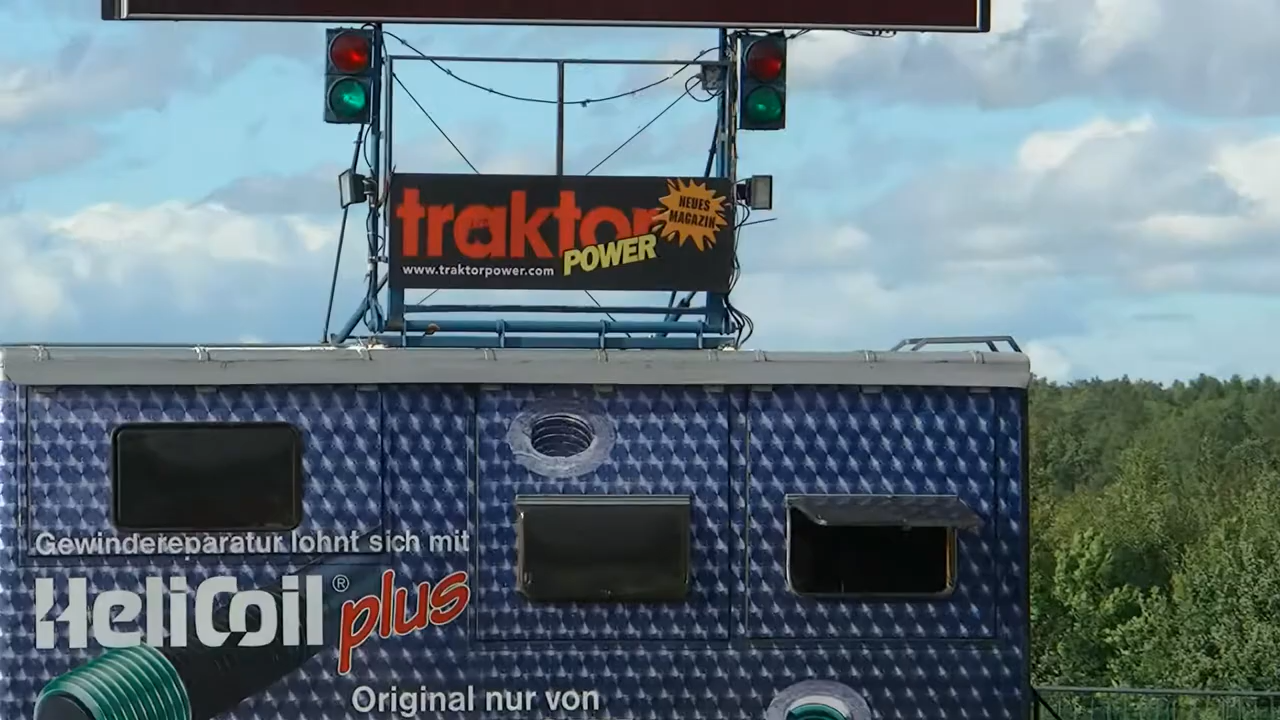 traktor
POWER
NEUES
MAGAZIN
www.traktorpower.com
Gewindereparatur lohnt sich mit
HeliCoil® plus
Original nur von